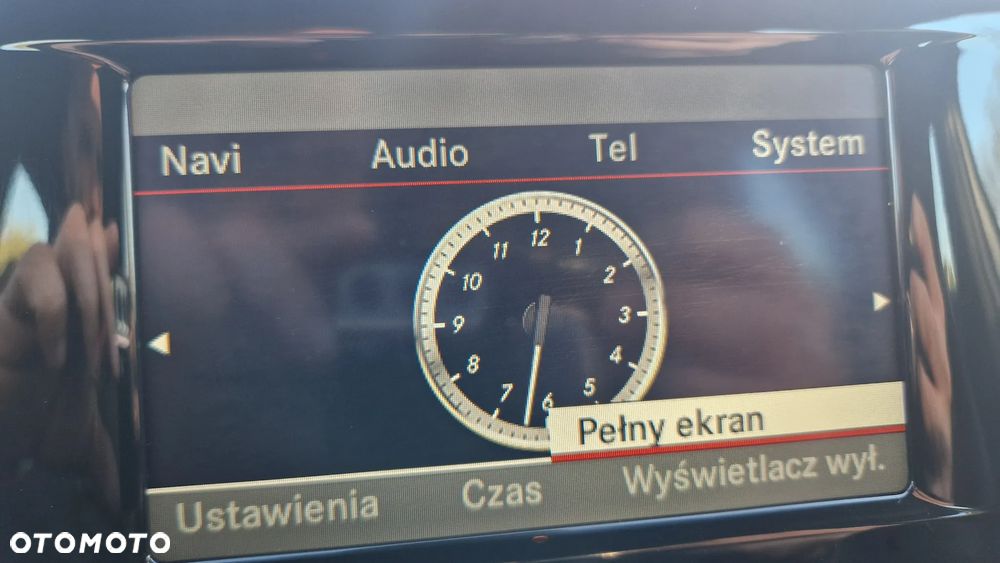 Navi Audio Tel System
12
11 1
10 2
9 3
8 4
7 5
6
Pełny ekran
Ustawienia Czas Wyświetlacz wył.
OTOMOTO